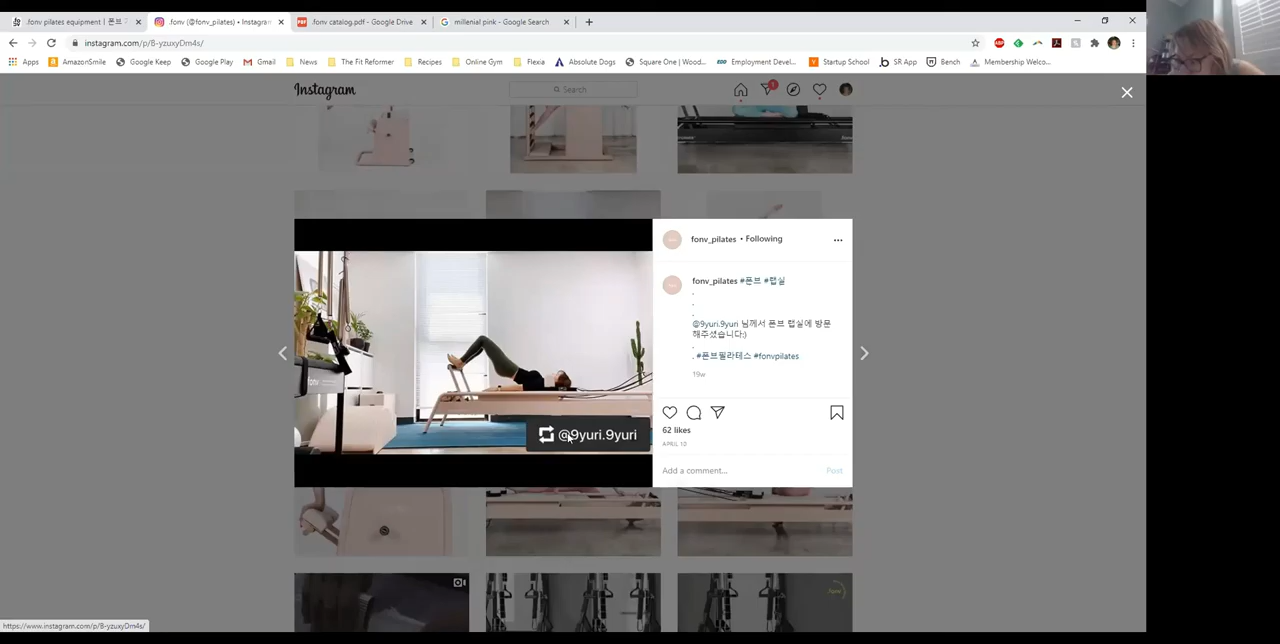 .fonv pilates equipment | 폰브
.fonv (@fonv_pilates) • Instagram
PDF .fonv catalog.pdf - Google Drive
millenial pink - Google Search
instagram.com/p/B-yzuxyDm4s/
ABP
Apps
AmazonSmile
Google Keep
Google Play
Gmail
News
The Fit Reformer
Recipes
Online Gym
Flexia
Absolute Dogs
Square One | Wood...
Employment Devel...
Startup School
SR App
Bench
Membership Welco...
Instagram
Search
fonv_pilates • Following
fonv_pilates #폰브 #랩실
.
.
.
@9yuri.9yuri 님께서 폰브 랩실에 방문
해주셨습니다:)
.
. #폰브필라테스 #fonvpilates
19w
fonv
@9yuri.9yuri
62 likes
APRIL 10
Add a comment...
Post
https://www.instagram.com/p/B-yzuxyDm4s/